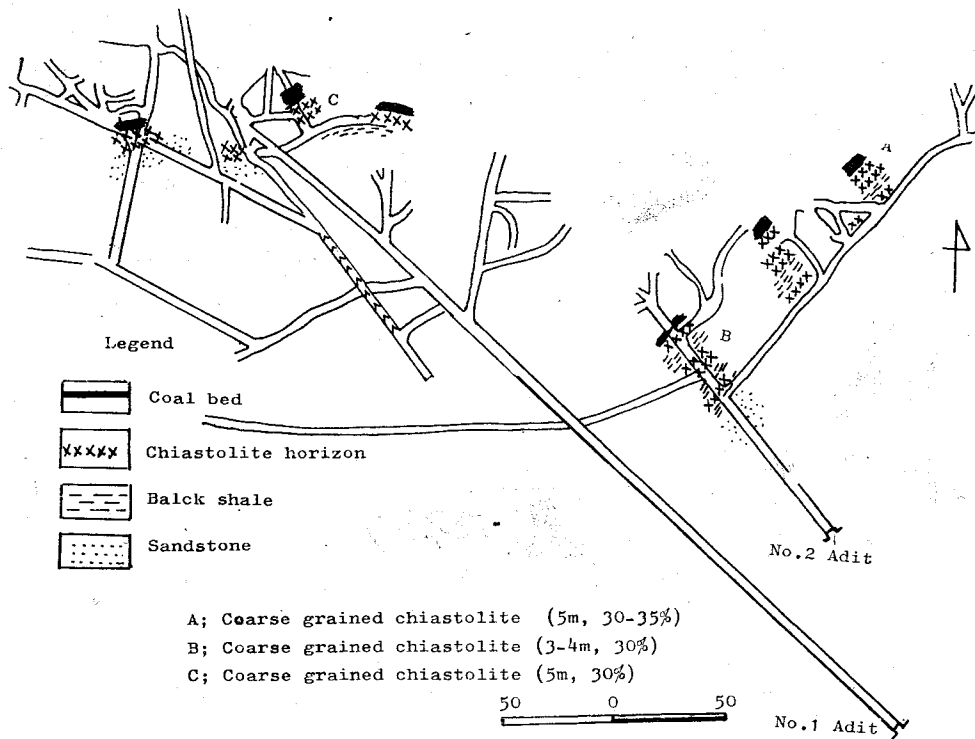 C
A
B
Legend
Coal bed
Chiastolite horizon
Balck shale
Sandstone
No.2 Adit
A; Coarse grained chiastolite (5m, 30-35%)
B; Coarse grained chiastolite (3-4m, 30%)
C; Coarse grained chiastolite (5m, 30%)
50 0 50
No.1 Adit